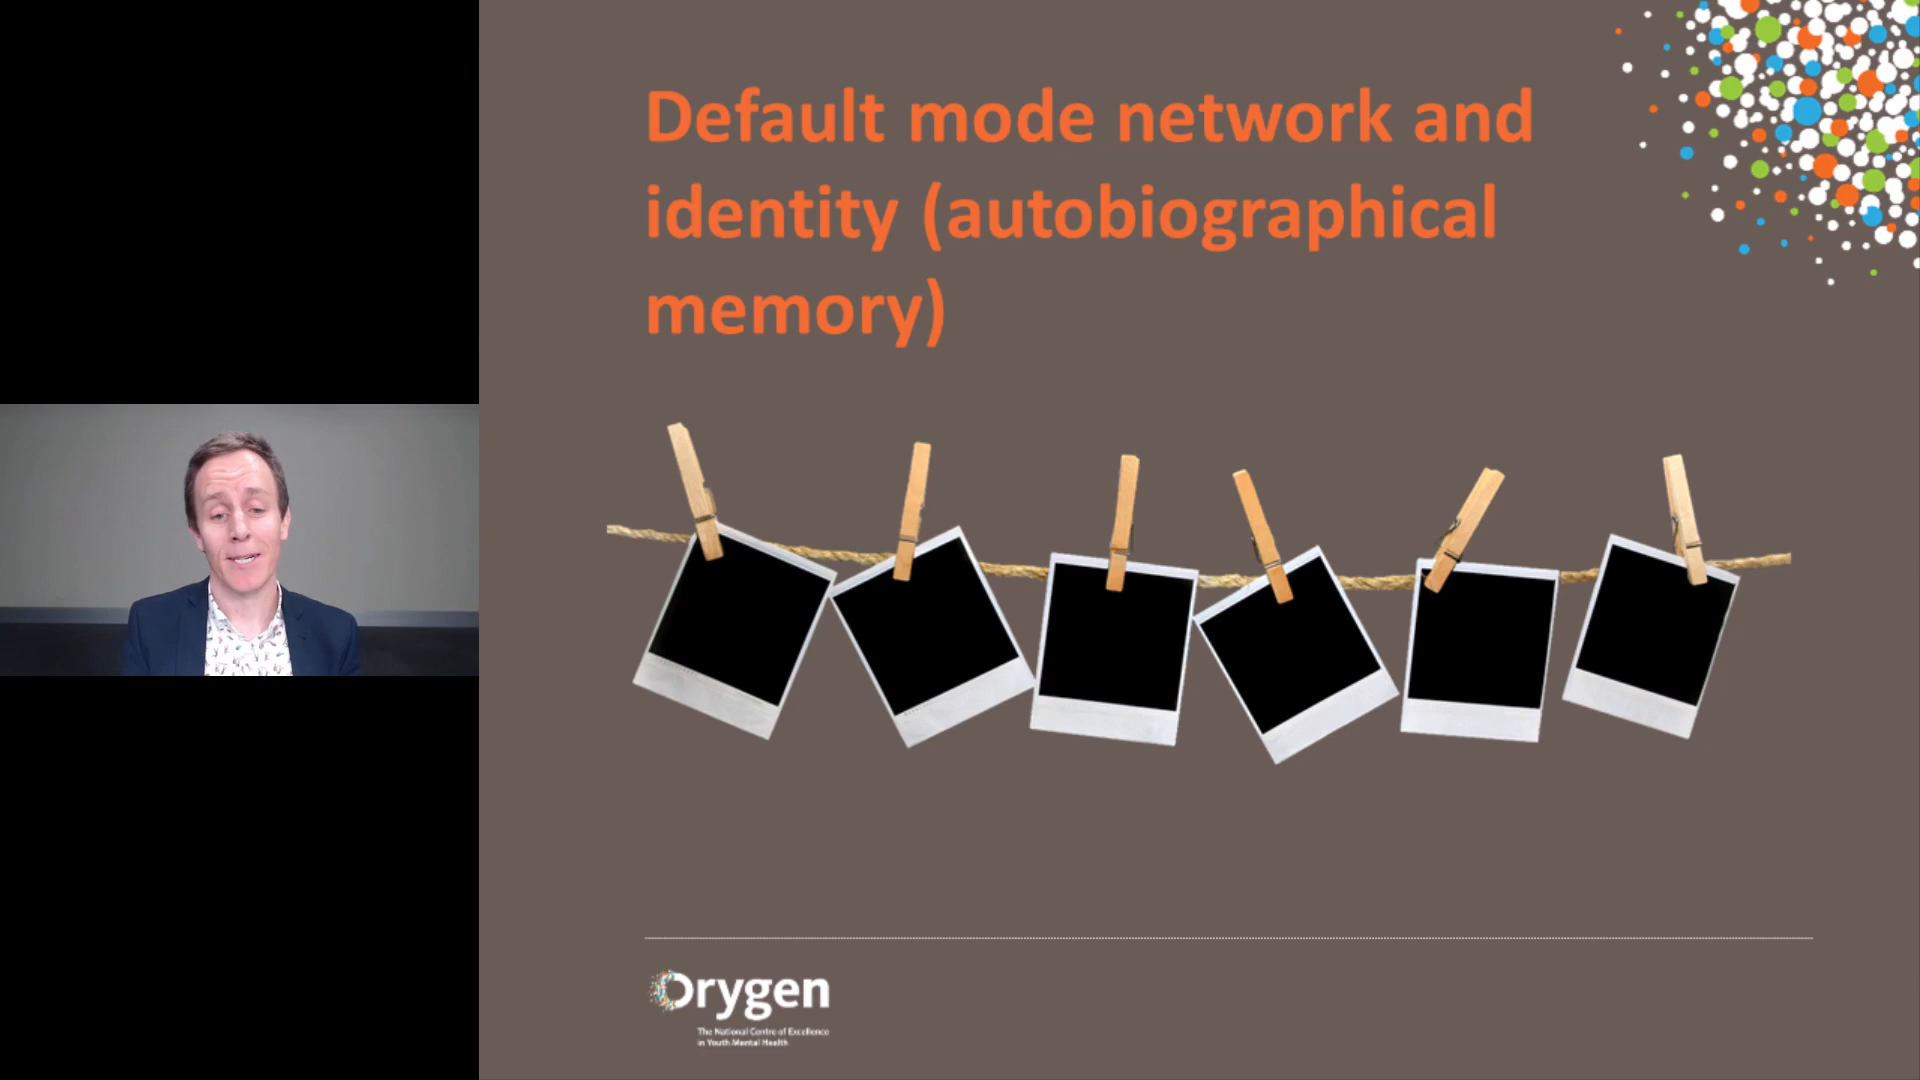 Default mode network and
identity (autobiographical
memory)
Orygen
The National Centre of Excellence
in Youth Mental Health